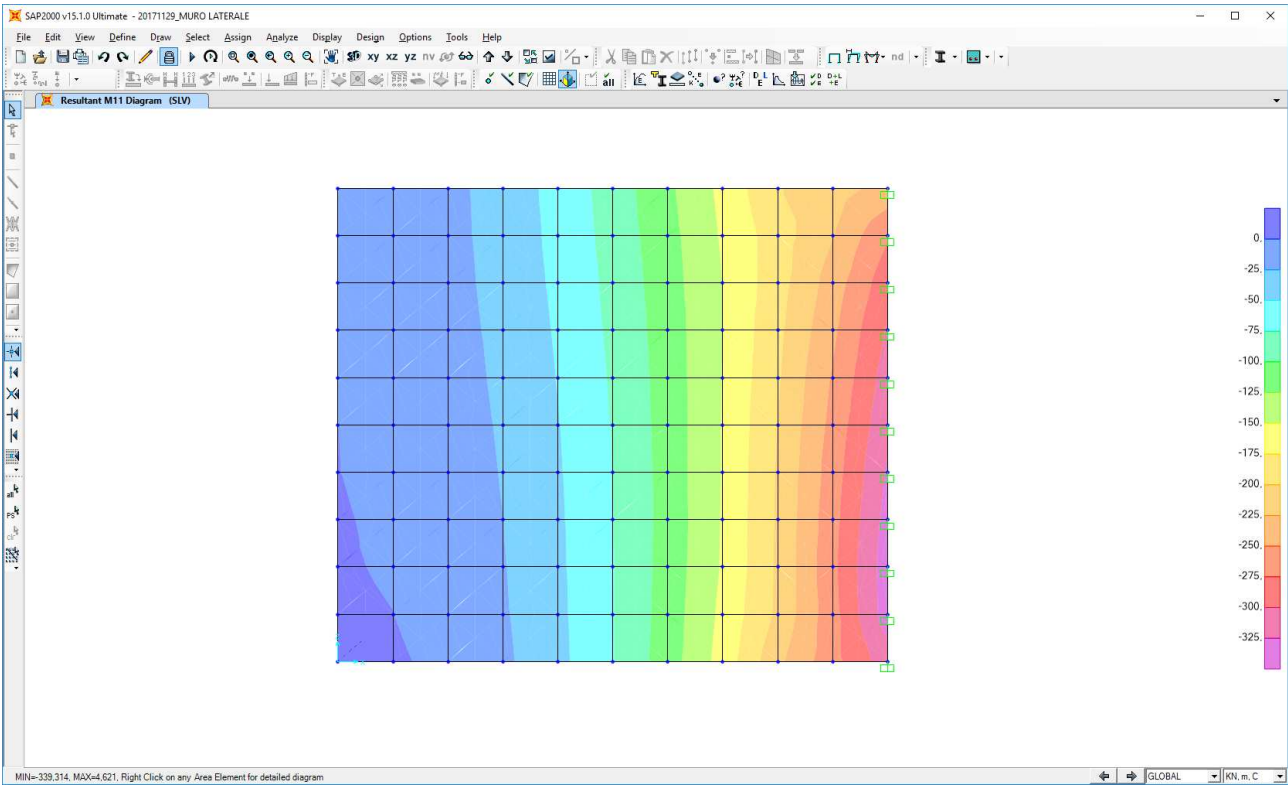 SAP2000 v15.1.0 Ultimate - 20171129_MURO LATERALE
File Edit View Define Draw Select Assign Analyze Display Design Options Tools Help
xy xz yz nv nd
all
Resultant M11 Diagram (SLV)
0,
-25,
-50,
-75,
-100,
-125,
-150,
-175,
-200,
-225,
-250,
-275,
-300,
-325,
all
PS
clr
MIN=-339,314, MAX=4,621, Right Click on any Area Element for detailed diagram
GLOBAL
KN, m, C